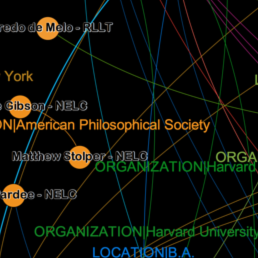 redo de Melo - RLLT
York
Gibson - NELC
ON|American Philosophical Society
Matthew Stolper - NELC
ORGA
ORGANIZATION|Harvard
ardee - NELC
ORGANIZATION|Harvard University
LOCATION|B.A.